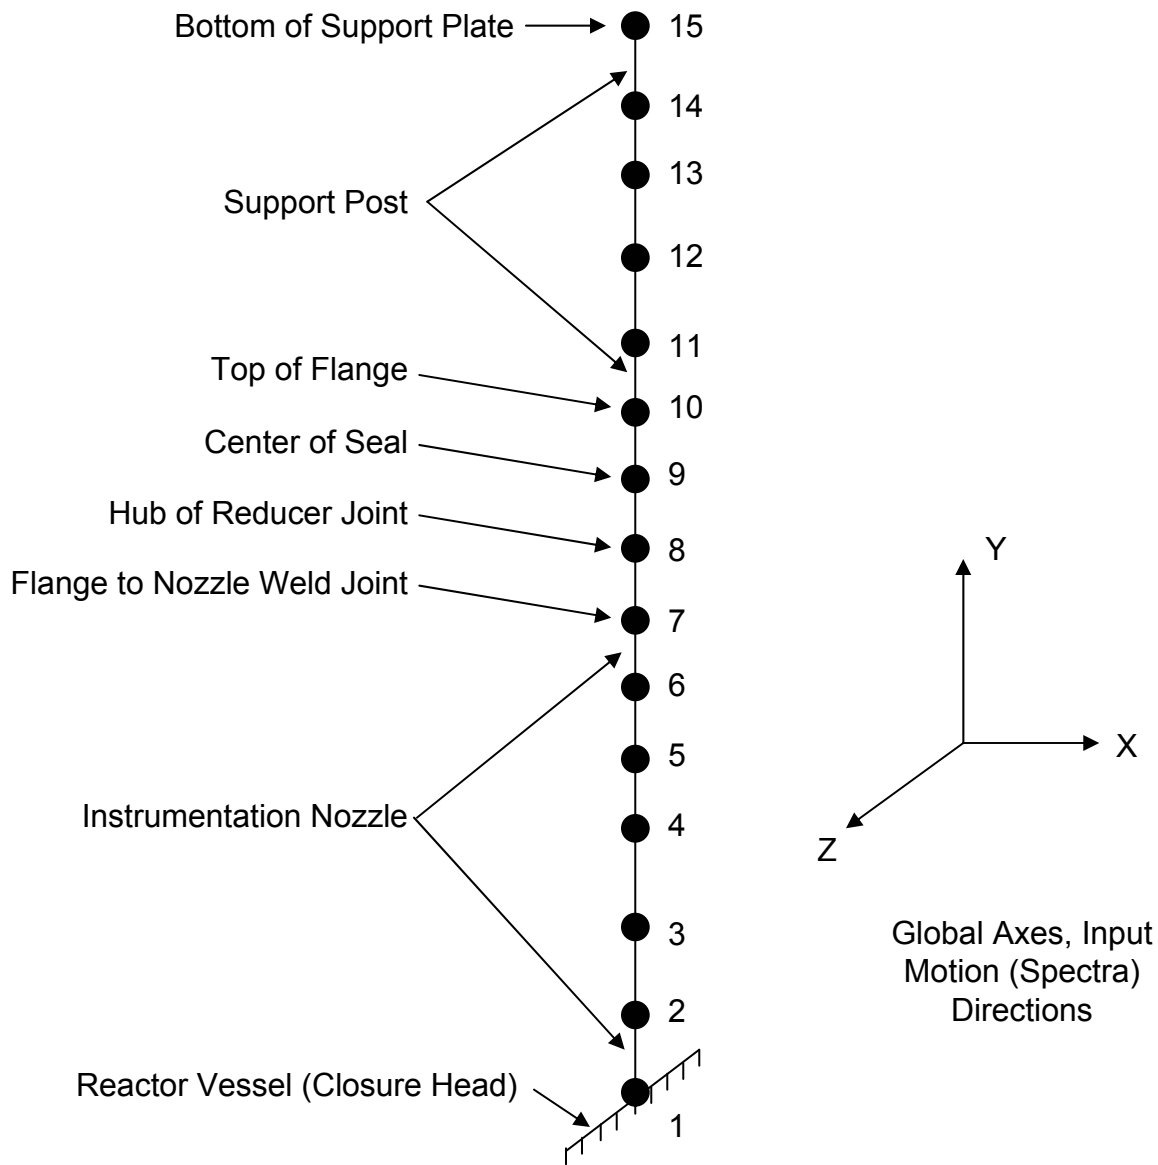 Bottom of Support Plate
15
14
13
Support Post
12
11
Top of Flange
10
Center of Seal
9
Hub of Reducer Joint
8
Flange to Nozzle Weld Joint
7
6
5
Instrumentation Nozzle
4
3
2
Reactor Vessel (Closure Head)
1
Y
X
Z
Global Axes, Input
Motion (Spectra)
Directions